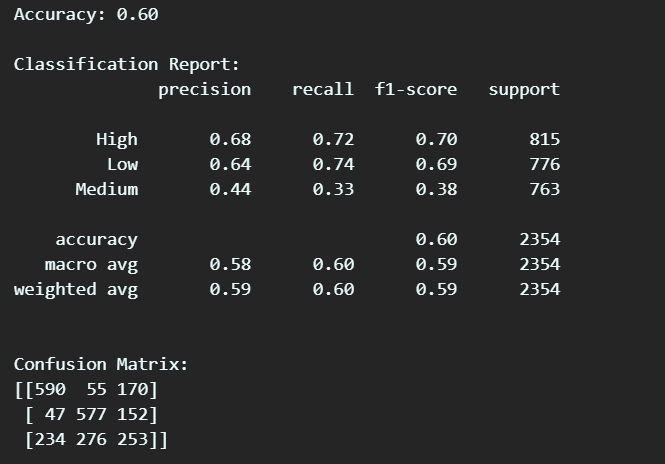 Accuracy: 0.60
Classification Report:
precision recall f1-score support
High 0.68 0.72 0.70 815
Low 0.64 0.74 0.69 776
Medium 0.44 0.33 0.38 763
accuracy 0.60 2354
macro avg 0.58 0.60 0.59 2354
weighted avg 0.59 0.60 0.59 2354
Confusion Matrix:
[[590 55 170]
[ 47 577 152]
[234 276 253]]